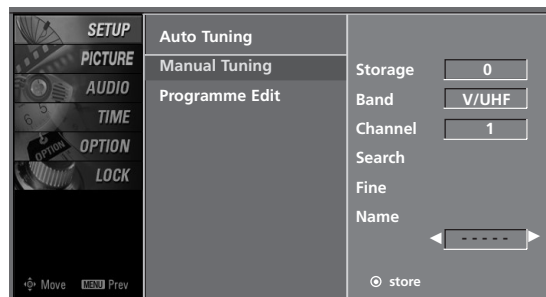 SETUP
PICTURE
AUDIO
TIME
OPTION
LOCK
Move MENU Prev
Auto Tuning
Manual Tuning
Programme Edit
Storage 0
Band V/UHF
Channel 1
Search
Fine
Name
◀ - - - - - ▶
store